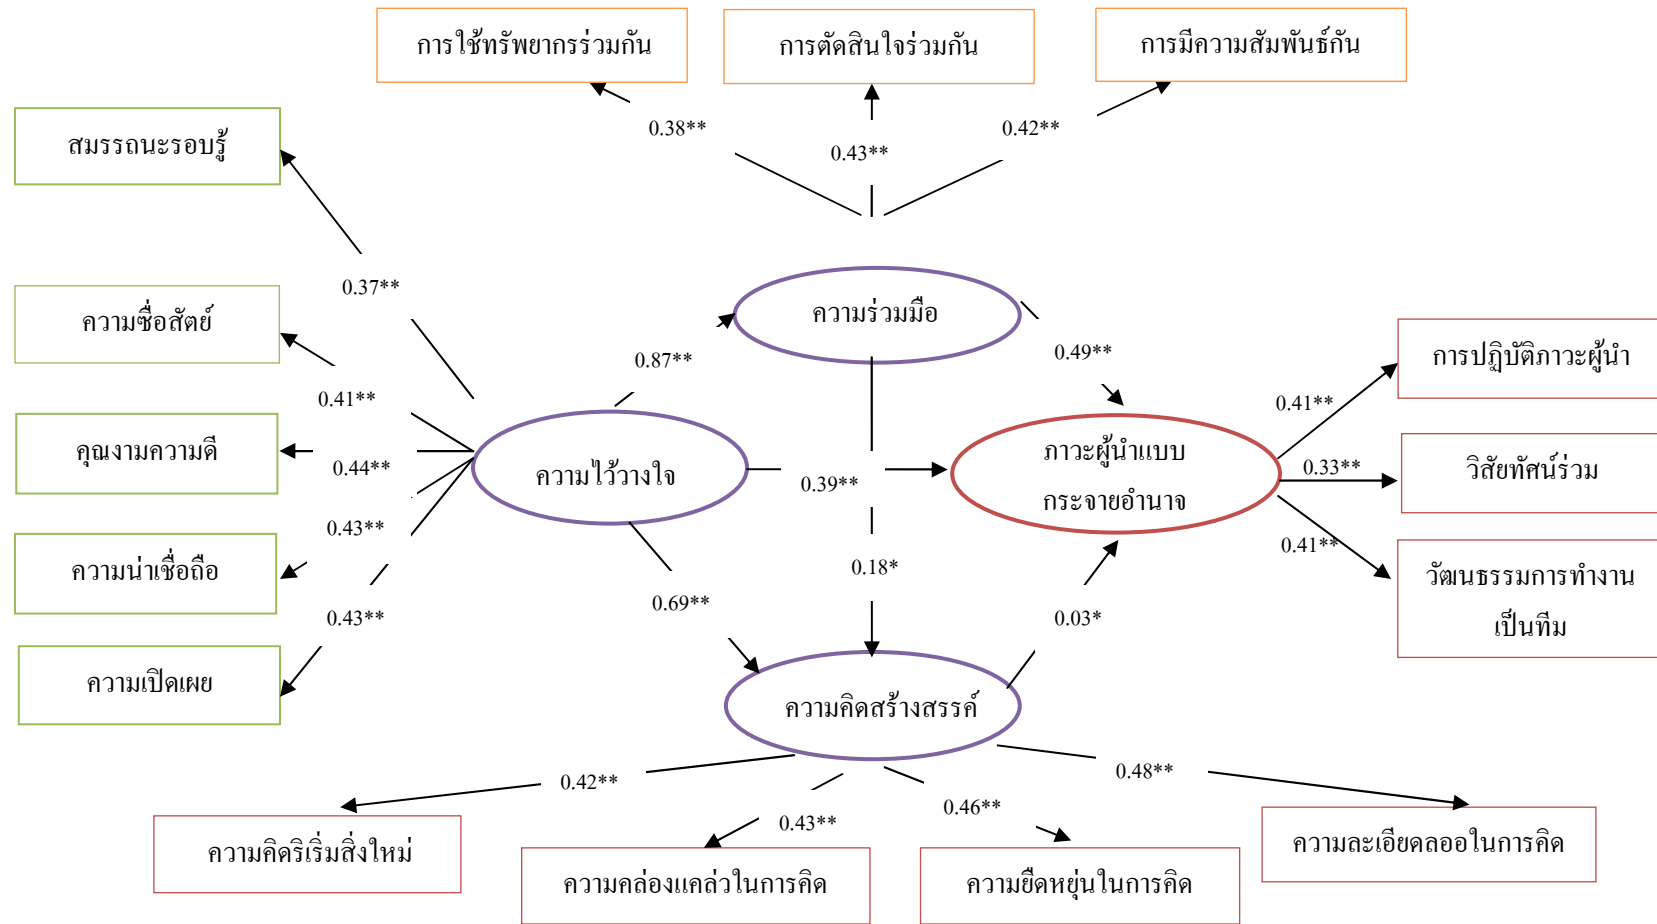 การใช้ทรัพยากรร่วมกัน
การตัดสินใจร่วมกัน
การมีความสัมพันธ์กัน
0.38**
0.43**
0.42**
สมรรถนะรอบรู้
0.37**
ความซื่อสัตย์
0.41**
คุณงามความดี
0.44**
0.43**
ความน่าเชื่อถือ
0.43**
ความเปิดเผย
ความร่วมมือ
0.87**
0.49**
ความไว้วางใจ
0.39**
ภาวะผู้นำแบบ
กระจายอำนาจ
0.41**
การปฏิบัติภาวะผู้นำ
0.33**
วิสัยทัศน์ร่วม
0.41**
วัฒนธรรมการทำงาน
เป็นทีม
0.18*
0.69**
0.03*
ความคิดสร้างสรรค์
0.42**
0.43**
0.46**
0.48**
ความคิดริเริ่มสิ่งใหม่
ความคล่องแคล่วในการคิด
ความยืดหยุ่นในการคิด
ความละเอียดลออในการคิด